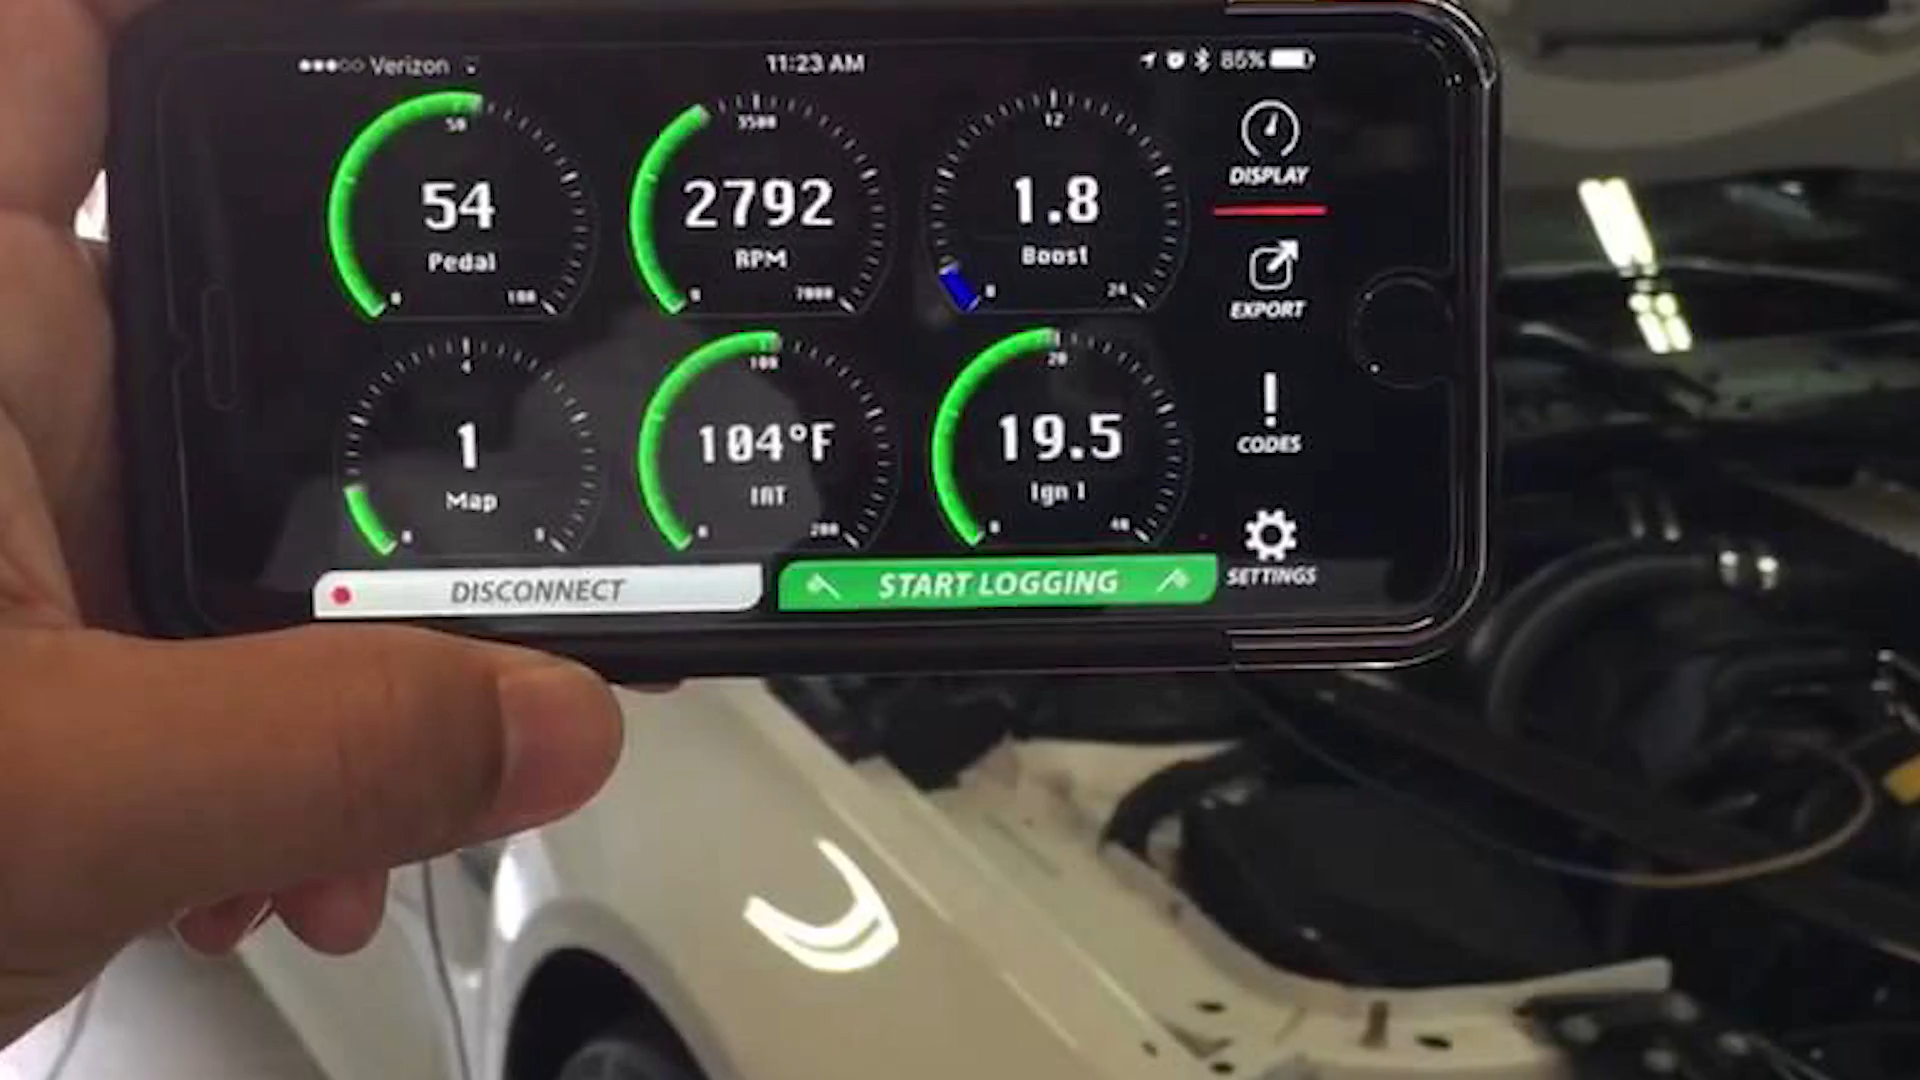 Verizon 11:23 AM 85%
50
54
Pedal
0 100
3500
2792
RPM
0 7000
12
1.8
Boost
0 24
DISPLAY
EXPORT
4
1
Map
0
100
104°F
IAT
0 200
20
19.5
Ign 1
0 40
CODES
SETTINGS
DISCONNECT
START LOGGING